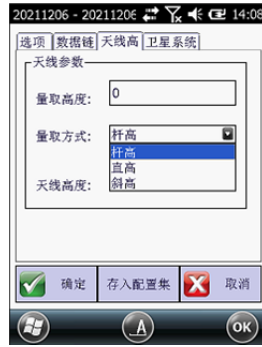 20211206 - 20211206 14:08
选项 数据链 天线高 卫星系统
天线参数
量取高度: 0
量取方式: 杆高
杆高
直高
斜高
天线高度:
确定 存入配置集 取消
A OK